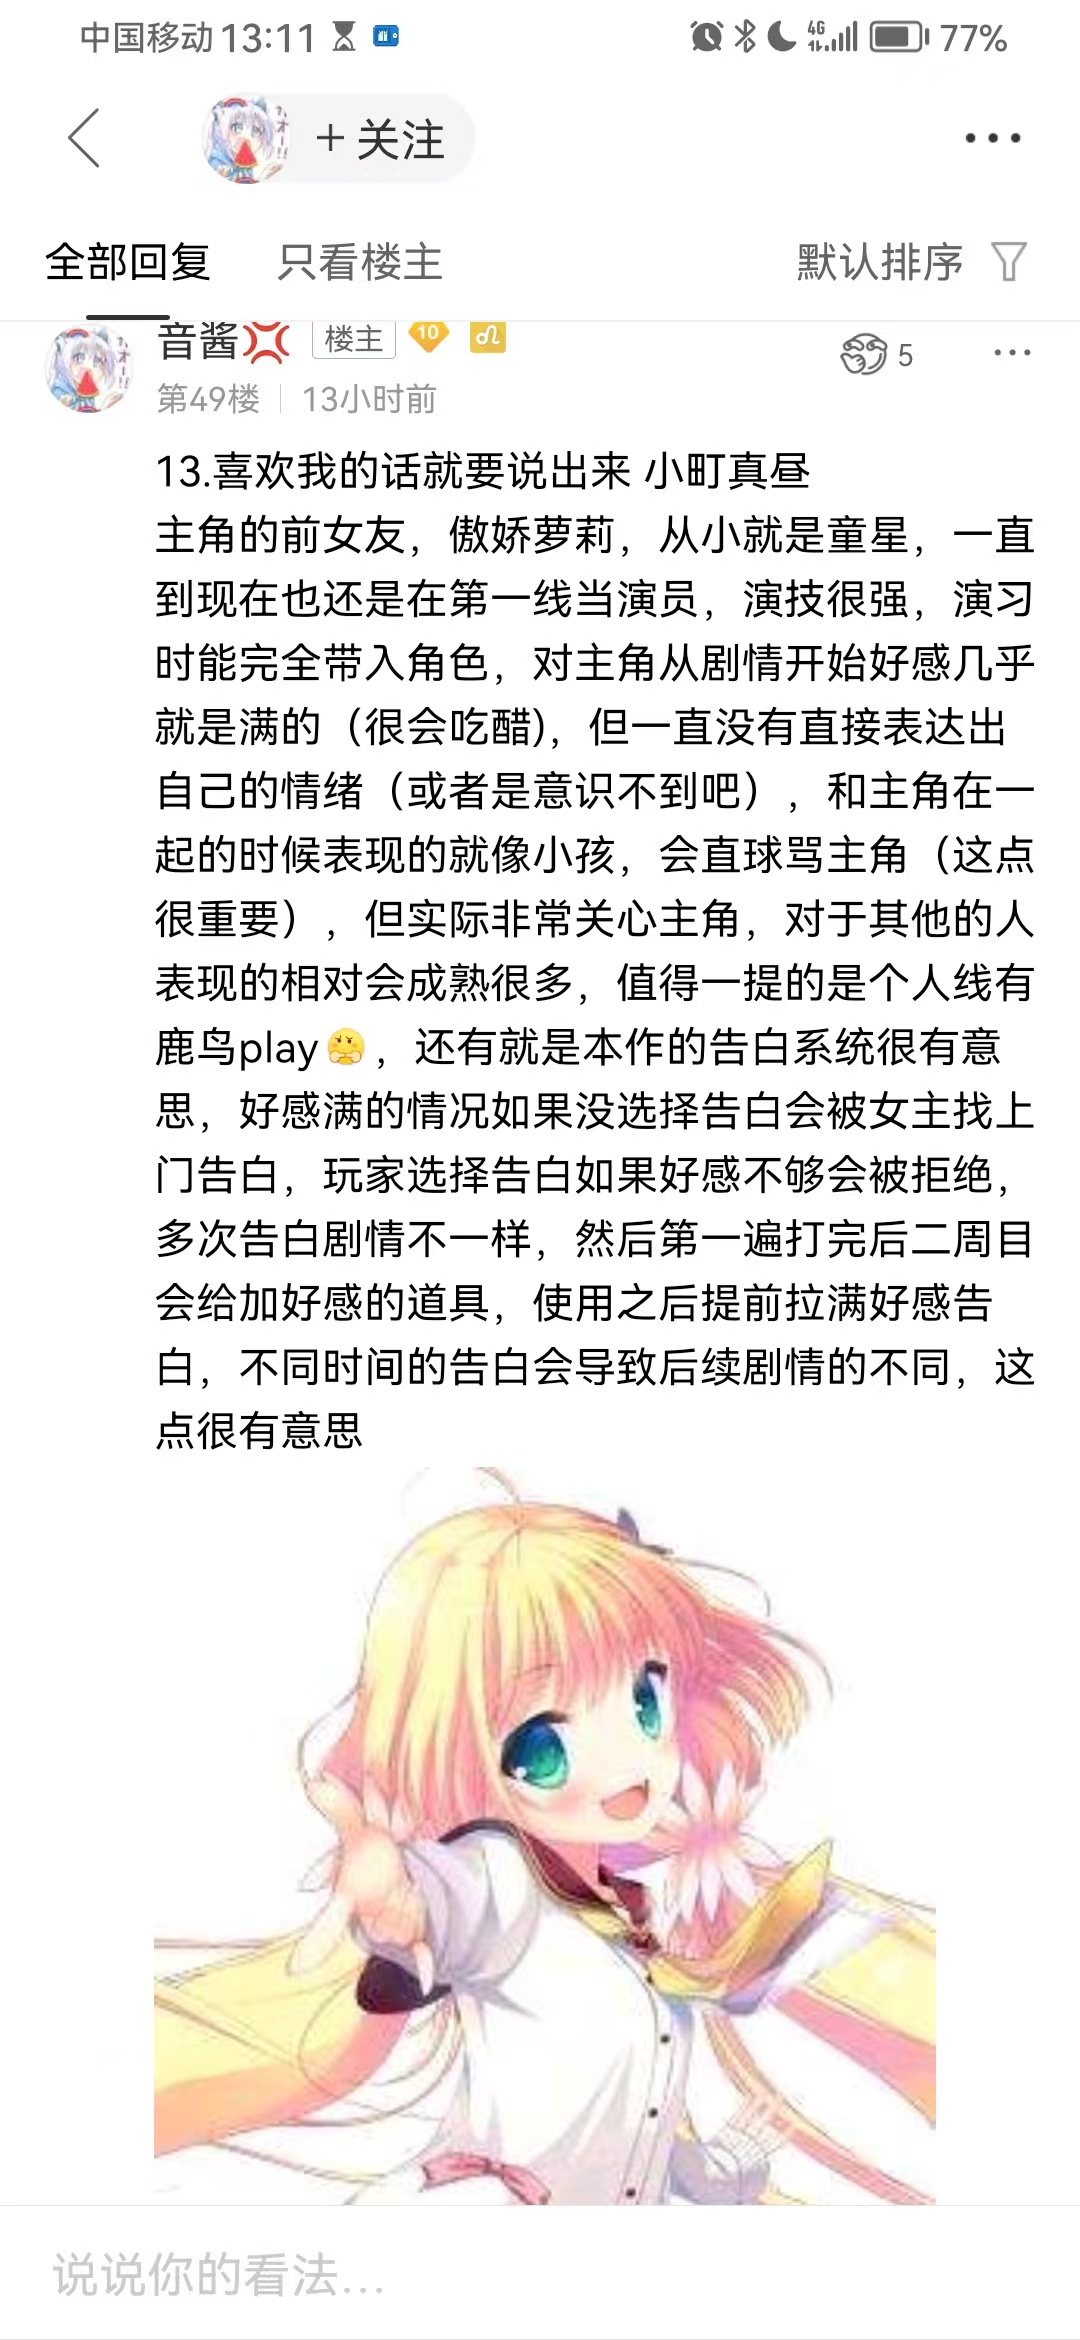 中国移动 13:11 4G 77%
+ 关注
全部回复 只看楼主 默认排序
音酱 楼主 10 5
第49楼 13小时前
13.喜欢我的话就要说出来 小町真昼
主角的前女友，傲娇萝莉，从小就是童星，一直
到现在也还是在第一线当演员，演技很强，演习
时能完全带入角色，对主角从剧情开始好感几乎
就是满的（很会吃醋)，但一直没有直接表达出
自己的情绪（或者是意识不到吧），和主角在一
起的时候表现的就像小孩，会直球骂主角（这点
很重要），但实际非常关心主角，对于其他的人
表现的相对会成熟很多，值得一提的是个人线有
鹿鸟play😤，还有就是本作的告白系统很有意
思，好感满的情况如果没选择告白会被女主找上
门告白，玩家选择告白如果好感不够会被拒绝，
多次告白剧情不一样，然后第一遍打完后二周目
会给加好感的道具，使用之后提前拉满好感告
白，不同时间的告白会导致后续剧情的不同，这
点很有意思
说说你的看法...